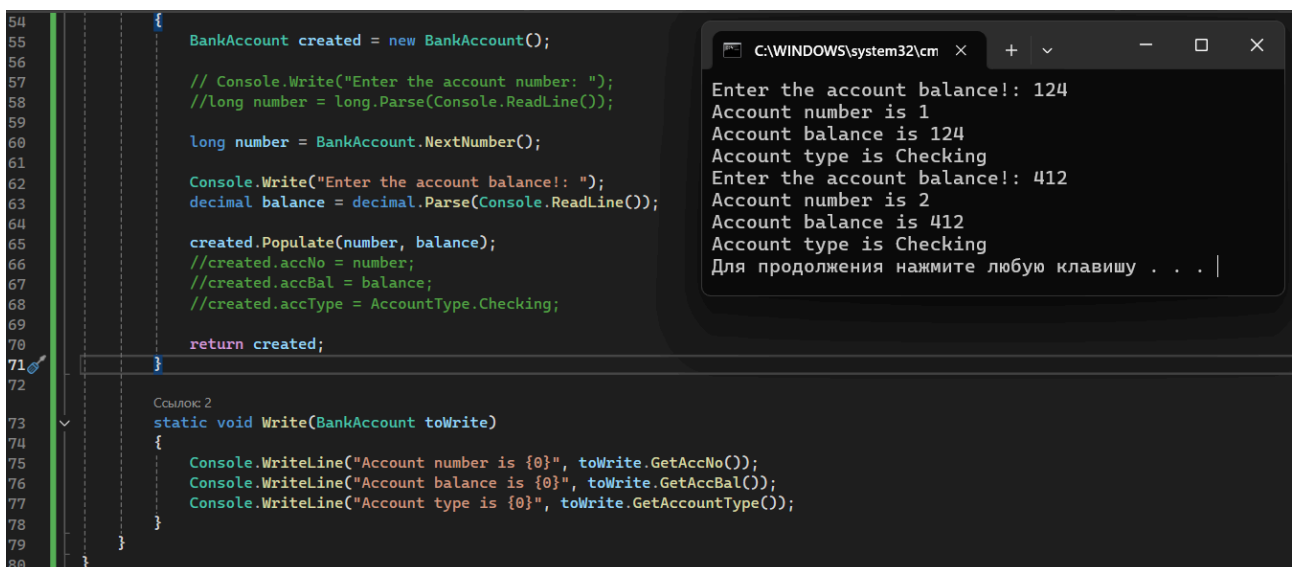 54 {
55 BankAccount created = new BankAccount();
56
57 // Console.Write("Enter the account number: ");
58 //long number = long.Parse(Console.ReadLine());
59
60 long number = BankAccount.NextNumber();
61
62 Console.Write("Enter the account balance!: ");
63 decimal balance = decimal.Parse(Console.ReadLine());
64
65 created.Populate(number, balance);
66 //created.accNo = number;
67 //created.accBal = balance;
68 //created.accType = AccountType.Checking;
69
70 return created;
71 }
72
Ссылок: 2
73 static void Write(BankAccount toWrite)
74 {
75 Console.WriteLine("Account number is {0}", toWrite.GetAccNo());
76 Console.WriteLine("Account balance is {0}", toWrite.GetAccBal());
77 Console.WriteLine("Account type is {0}", toWrite.GetAccountType());
78 }
79 }
80 }
C:\WINDOWS\system32\cm
Enter the account balance!: 124
Account number is 1
Account balance is 124
Account type is Checking
Enter the account balance!: 412
Account number is 2
Account balance is 412
Account type is Checking
Для продолжения нажмите любую клавишу . . .